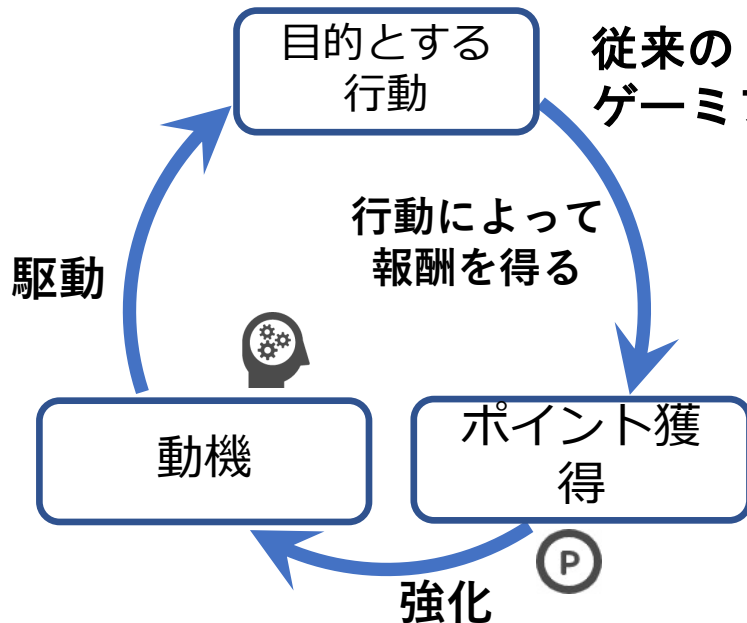 目的とする
行動
従来の
ゲーミ
行動によって
報酬を得る
駆動
動機
ポイント獲
得
P
強化